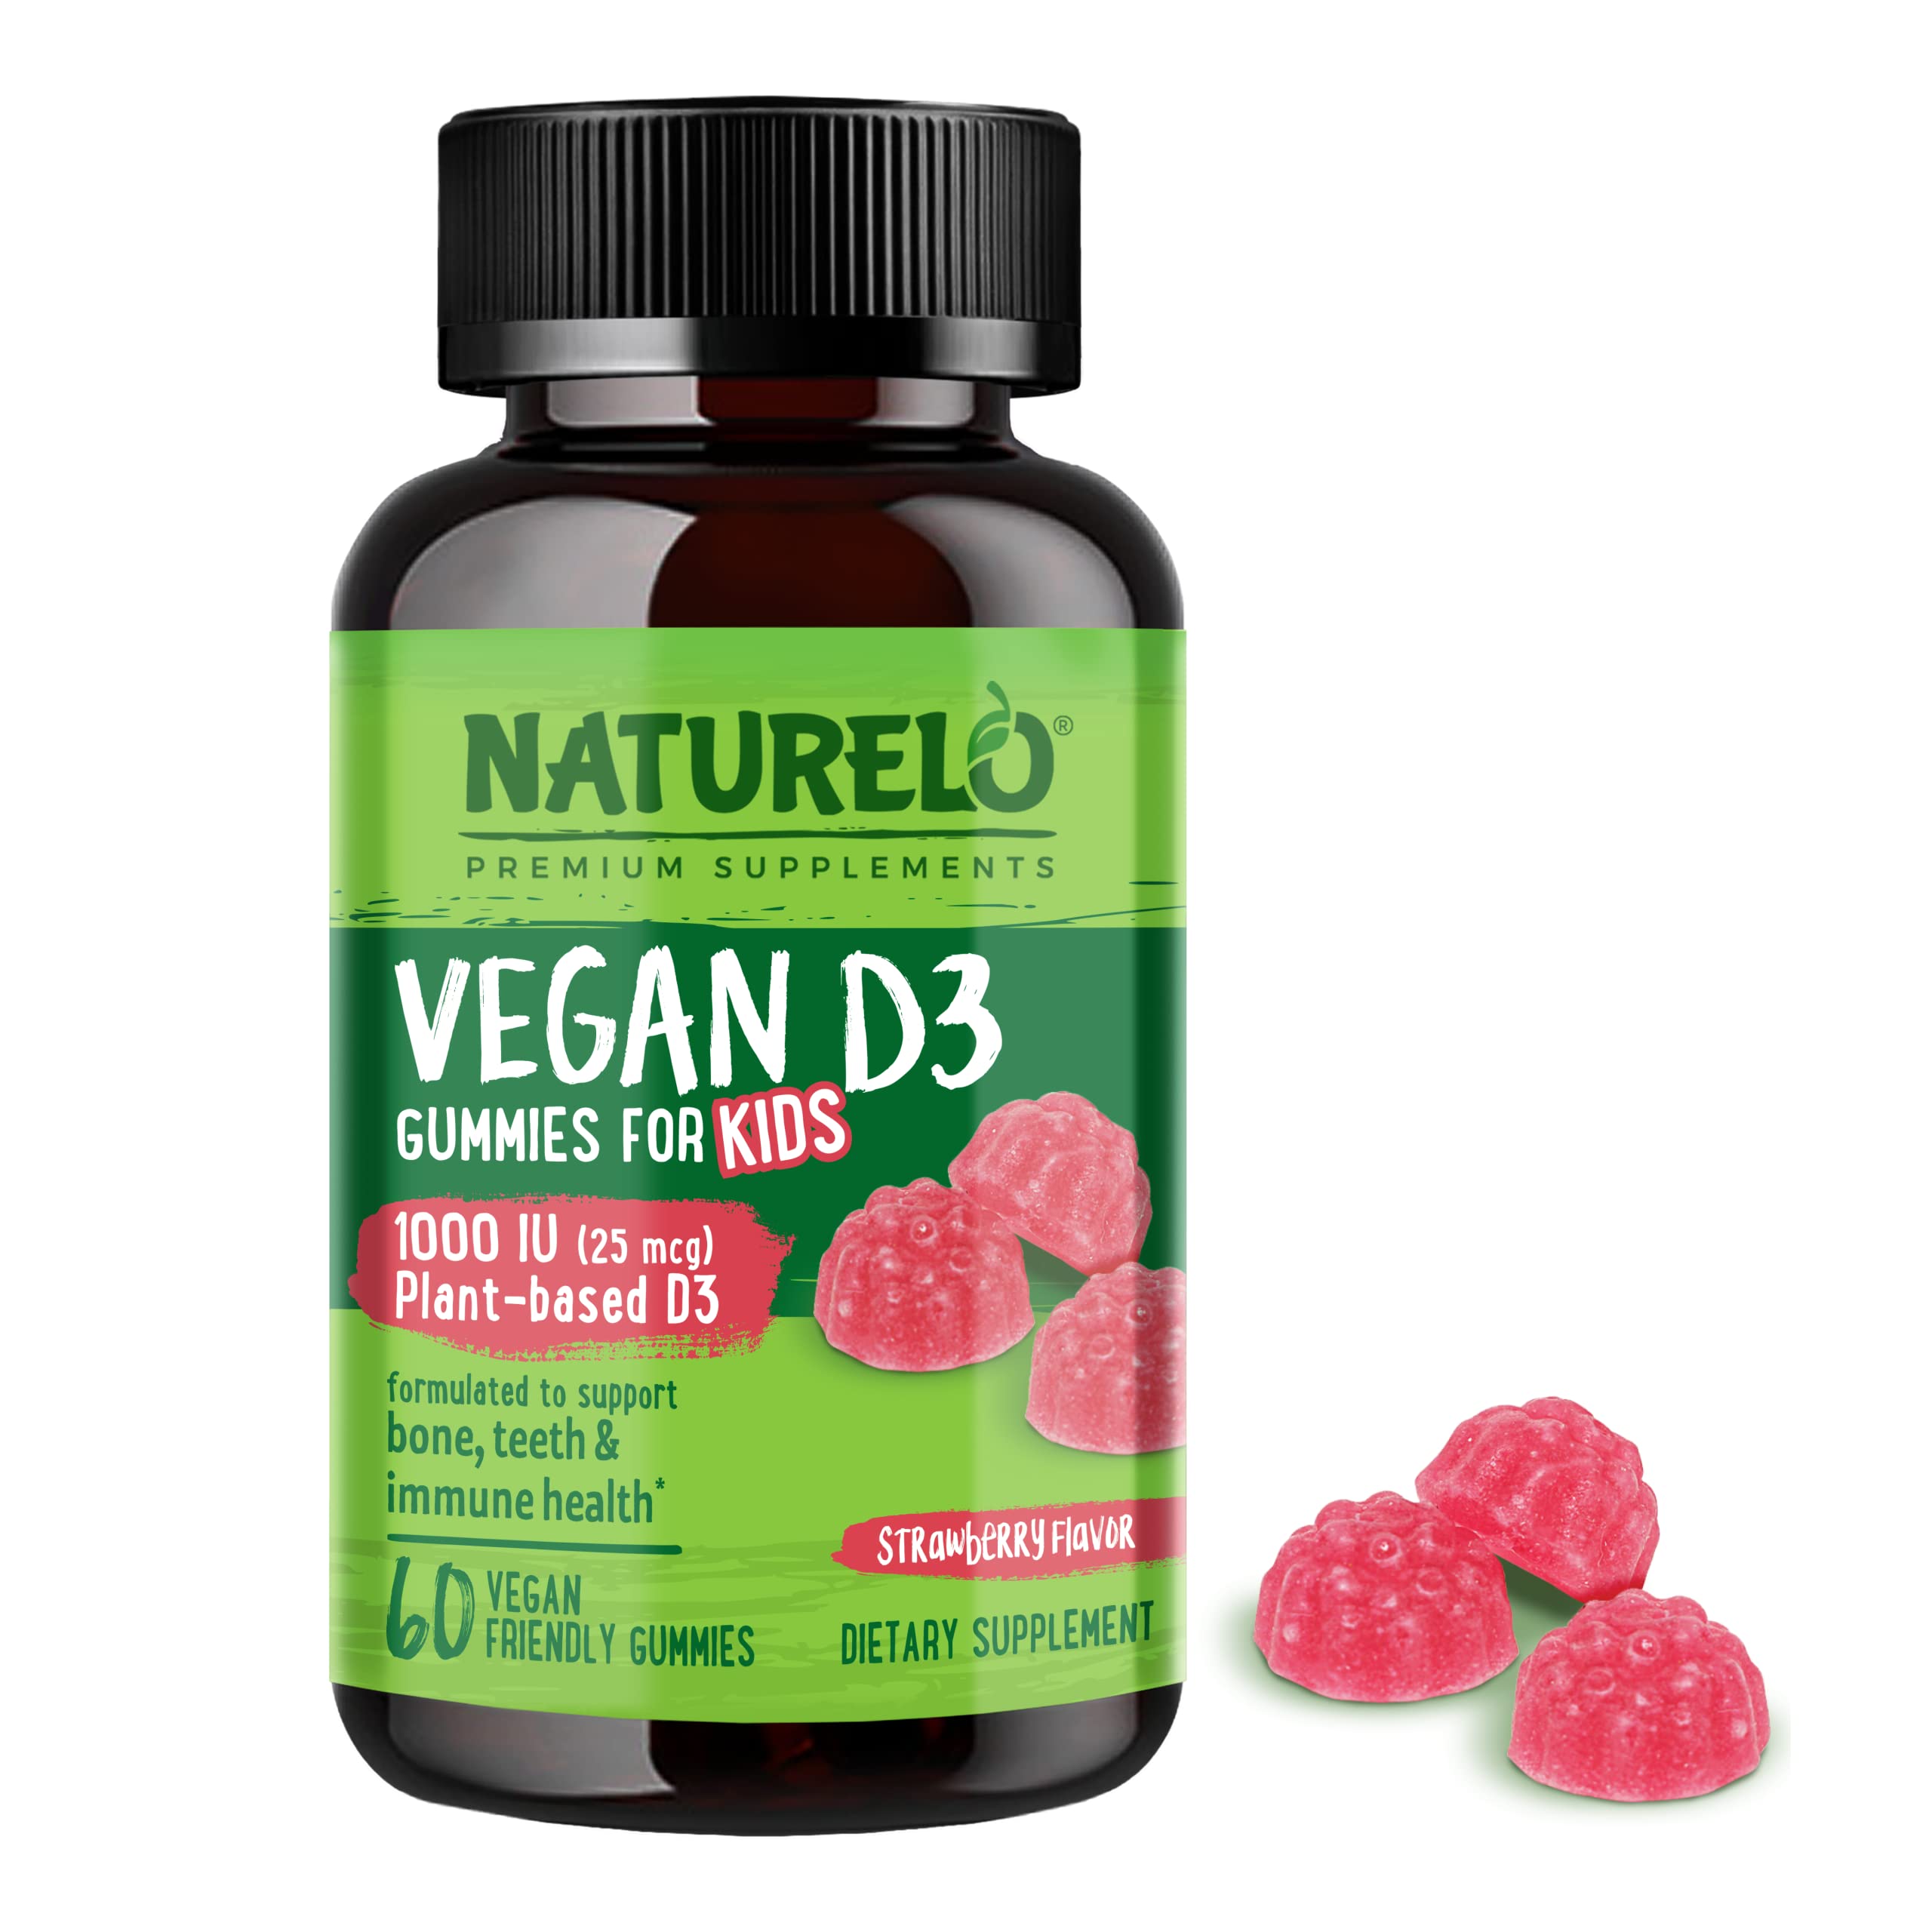 NATURELO®
PREMIUM SUPPLEMENTS
VEGAN D3
GUMMIES FOR KIDS
1000 IU (25 mcg)
Plant-based D3
formulated to support
bone, teeth &
immune health*
60 VEGAN
FRIENDLY GUMMIES
STRawbeRRY FlavoR
DIETARY SUPPLEMENT